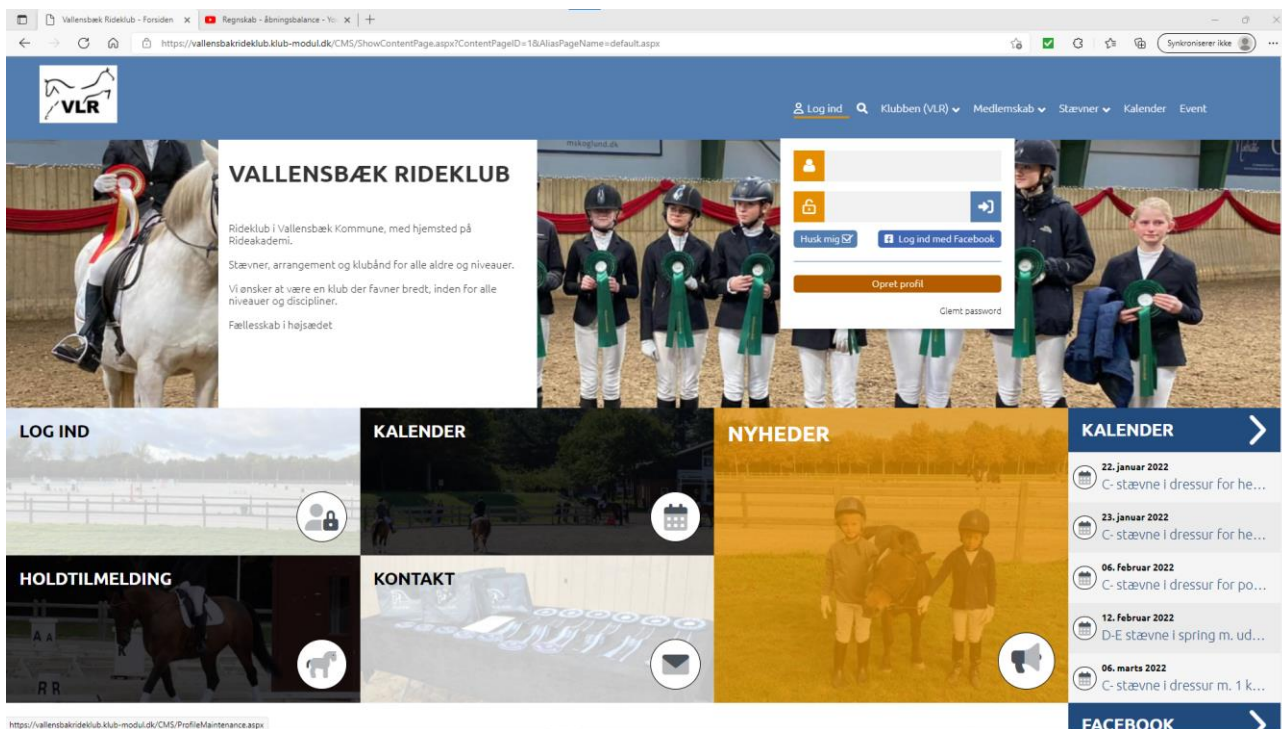 Vallensbæk Rideklub - Forsiden
Regnskab - åbningsbalance - Yo
https://vallensbakrideklub.klub-modul.dk/CMS/ShowContentPage.aspx?ContentPageID=1&AliasPageName=default.aspx
Synkroniserer ikke
VLR
Log ind
Klubben (VLR)
Medlemskab
Stævner
Kalender
Event
mskoglund.dk
VALLENSBÆK RIDEKLUB
Rideklub i Vallensbæk Kommune, med hjemsted på
Rideakademi.
Stævner, arrangement og klubånd for alle aldre og niveauer.
Vi ønsker at være en klub der favner bredt, inden for alle
niveauer og discipliner.
Fællesskab i højsædet
Husk mig
Log ind med Facebook
Opret profil
Glemt password
LOG IND
KALENDER
NYHEDER
HOLDTILMELDING
A A
R R
KONTAKT
KALENDER
22. januar 2022
C- stævne i dressur for he...
23. januar 2022
C- stævne i dressur for he...
06. februar 2022
C- stævne i dressur for po...
12. februar 2022
D-E stævne i spring m. ud...
06. marts 2022
C- stævne i dressur m. 1 k...
FACEBOOK
https://vallensbakrideklub.klub-modul.dk/CMS/ProfileMaintenance.aspx